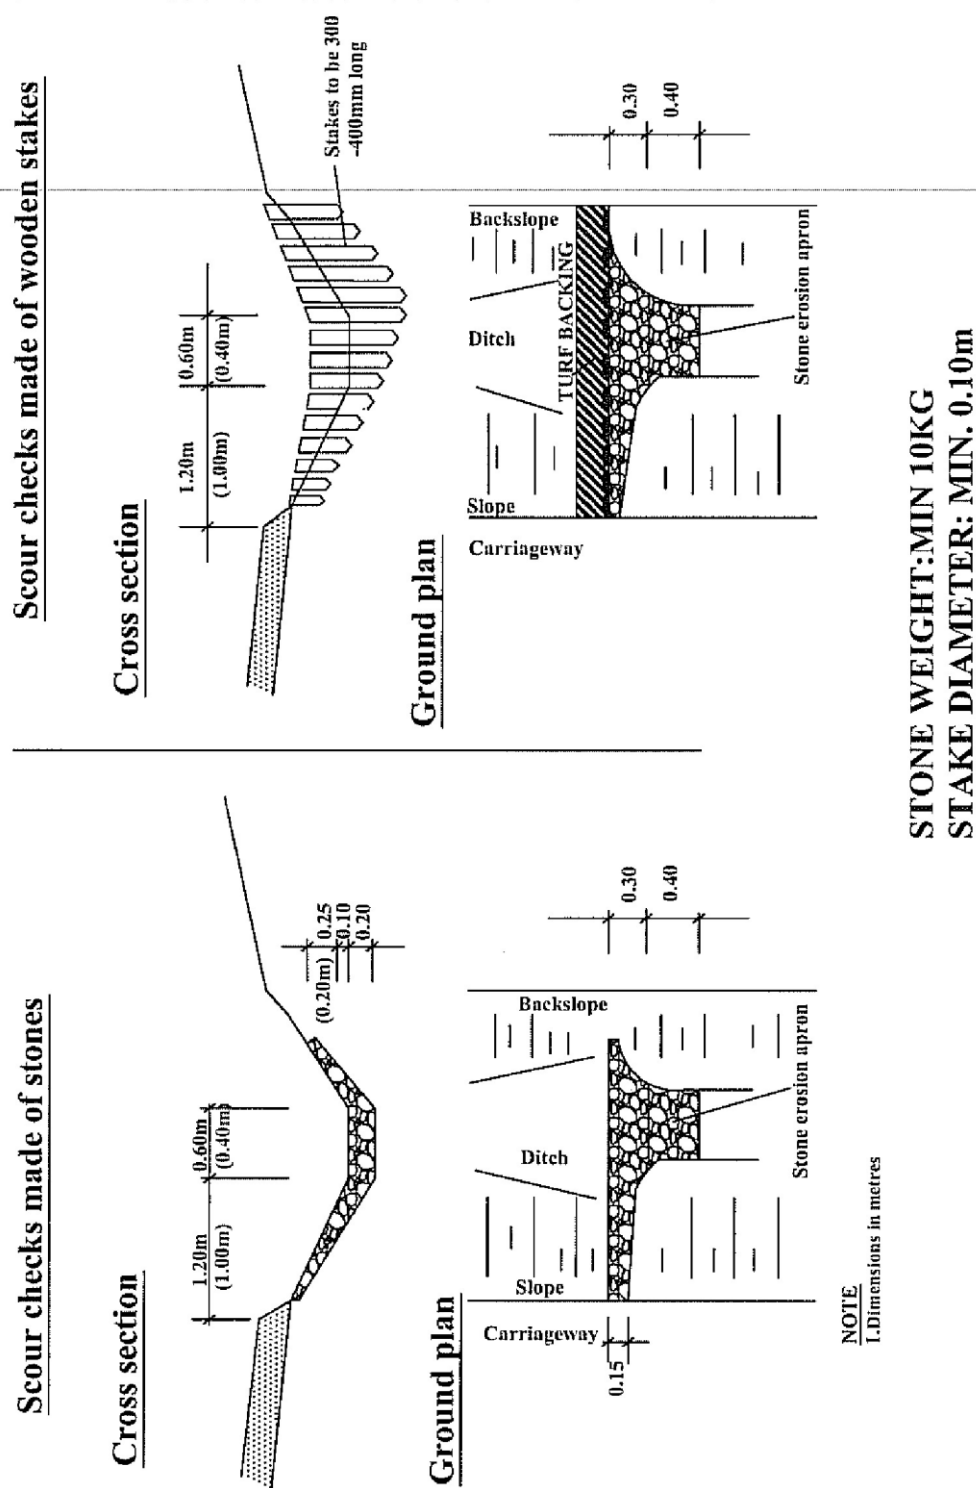 Scour checks made of stones
Cross section
1.20m
(1.00m)
0.60m
(0.40m)
(0.20m)
0.25
0.10
0.20
Ground plan
Carriageway
Slope
Ditch
Backslope
0.15
0.30
0.40
Stone erosion apron
NOTE
1.Dimensions in metres
Scour checks made of wooden stakes
Cross section
1.20m
(1.00m)
0.60m
(0.40m)
Stakes to be 300
-400mm long
Ground plan
Carriageway
Slope
Ditch
Backslope
TURF BACKING
0.30
0.40
Stone erosion apron
STONE WEIGHT:MIN 10KG
STAKE DIAMETER: MIN. 0.10m